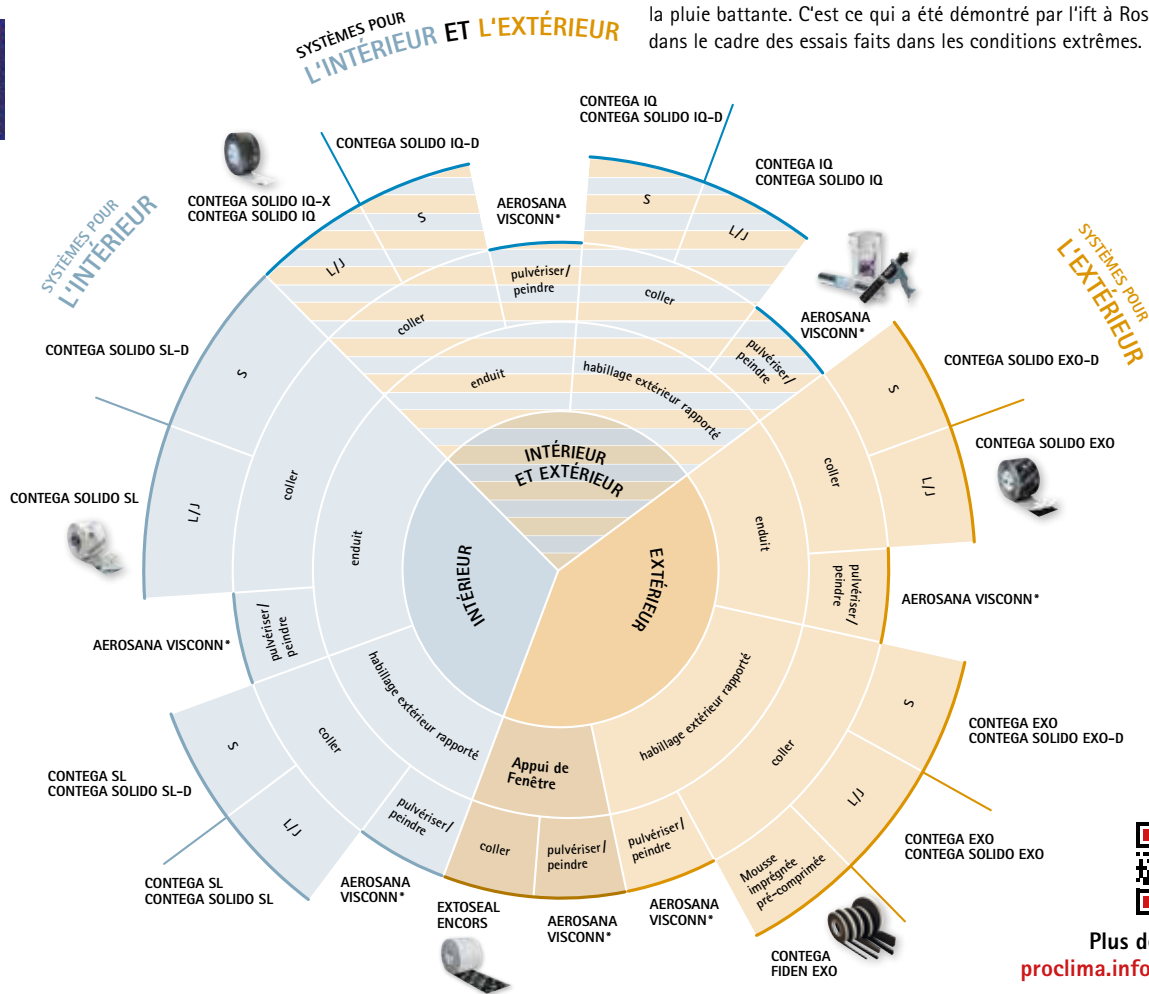 la pluie battante. C'est ce qui a été démontré par l'ift à Ros
dans le cadre des essais faits dans les conditions extrêmes.
SYSTÈMES POUR
L'INTÉRIEUR ET L'EXTÉRIEUR
CONTEGA IQ
CONTEGA SOLIDO IQ-D
CONTEGA SOLIDO IQ-D
CONTEGA IQ
CONTEGA SOLIDO IQ
CONTEGA SOLIDO IQ-X
CONTEGA SOLIDO IQ
AEROSANA
VISCONN*
S
S
L/J
L/J
SYSTÈMES POUR
L'INTÉRIEUR
SYSTÈMES POUR
L'EXTÉRIEUR
pulvériser/
peindre
coller
coller
AEROSANA
VISCONN*
pulvériser/
peindre
CONTEGA SOLIDO SL-D
S
enduit
habillage extérieur rapporté
CONTEGA SOLIDO EXO-D
S
INTÉRIEUR
ET EXTÉRIEUR
CONTEGA SOLIDO EXO
coller
L/J
CONTEGA SOLIDO SL
L/J
coller
enduit
INTÉRIEUR
EXTÉRIEUR
enduit
pulvériser/
peindre
AEROSANA VISCONN*
pulvériser/
peindre
AEROSANA VISCONN*
habillage extérieur rapporté
habillage extérieur rapporté
S
CONTEGA EXO
CONTEGA SOLIDO EXO-D
coller
coller
S
Appui de
Fenêtre
CONTEGA SL
CONTEGA SOLIDO SL-D
L/J
L/J
pulvériser/
peindre
coller
pulvériser/
peindre
pulvériser/
peindre
Mousse
imprégnée
pré-comprimée
CONTEGA EXO
CONTEGA SOLIDO EXO
CONTEGA SL
CONTEGA SOLIDO SL
AEROSANA
VISCONN*
EXTOSEAL
ENCORS
AEROSANA
VISCONN*
AEROSANA
VISCONN*
CONTEGA
FIDEN EXO
Plus de
proclima.info